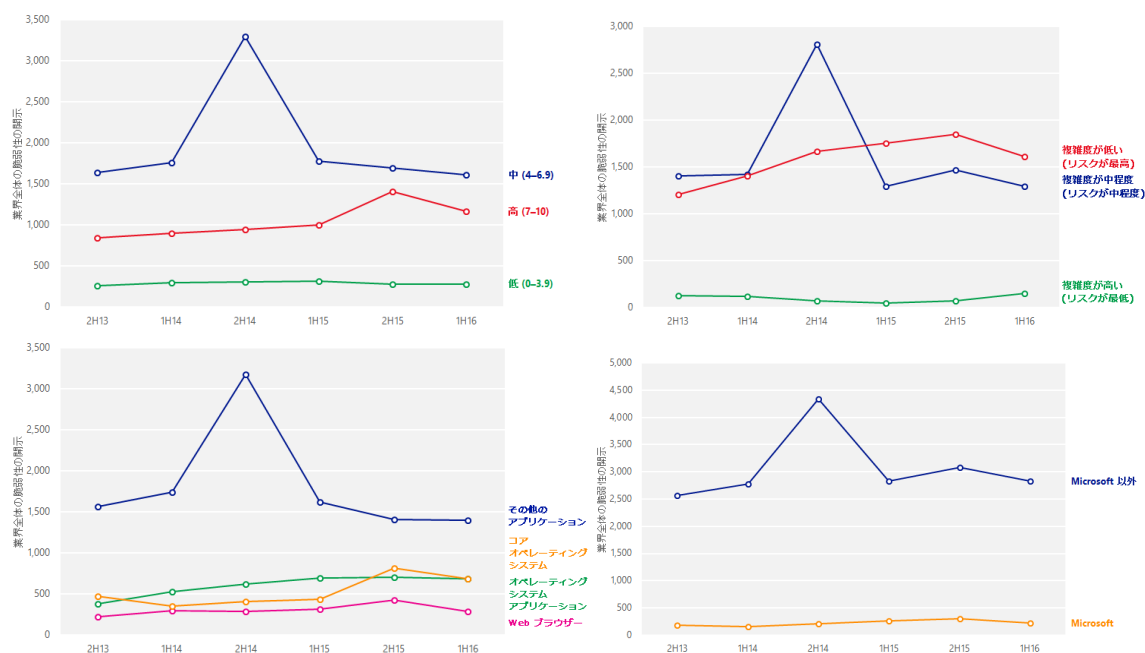 3,500
3,000
2,500
2,000
1,500
1,000
500
0
業界全体の脆弱性の開示
2H13 1H14 2H14 1H15 2H15 1H16
中 (4–6.9)
高 (7–10)
低 (0–3.9)
3,000
2,500
2,000
1,500
1,000
500
0
業界全体の脆弱性の開示
2H13 1H14 2H14 1H15 2H15 1H16
複雑度が低い
(リスクが最高)
複雑度が中程度
(リスクが中程度)
複雑度が高い
(リスクが最低)
3,500
3,000
2,500
2,000
1,500
1,000
500
0
業界全体の脆弱性の開示
2H13 1H14 2H14 1H15 2H15 1H16
その他の
アプリケーション
コア
オペレーティング
システム
オペレーティング
システム
アプリケーション
Web ブラウザー
5,000
4,500
4,000
3,500
3,000
2,500
2,000
1,500
1,000
500
0
業界全体の脆弱性の開示
2H13 1H14 2H14 1H15 2H15 1H16
Microsoft 以外
Microsoft